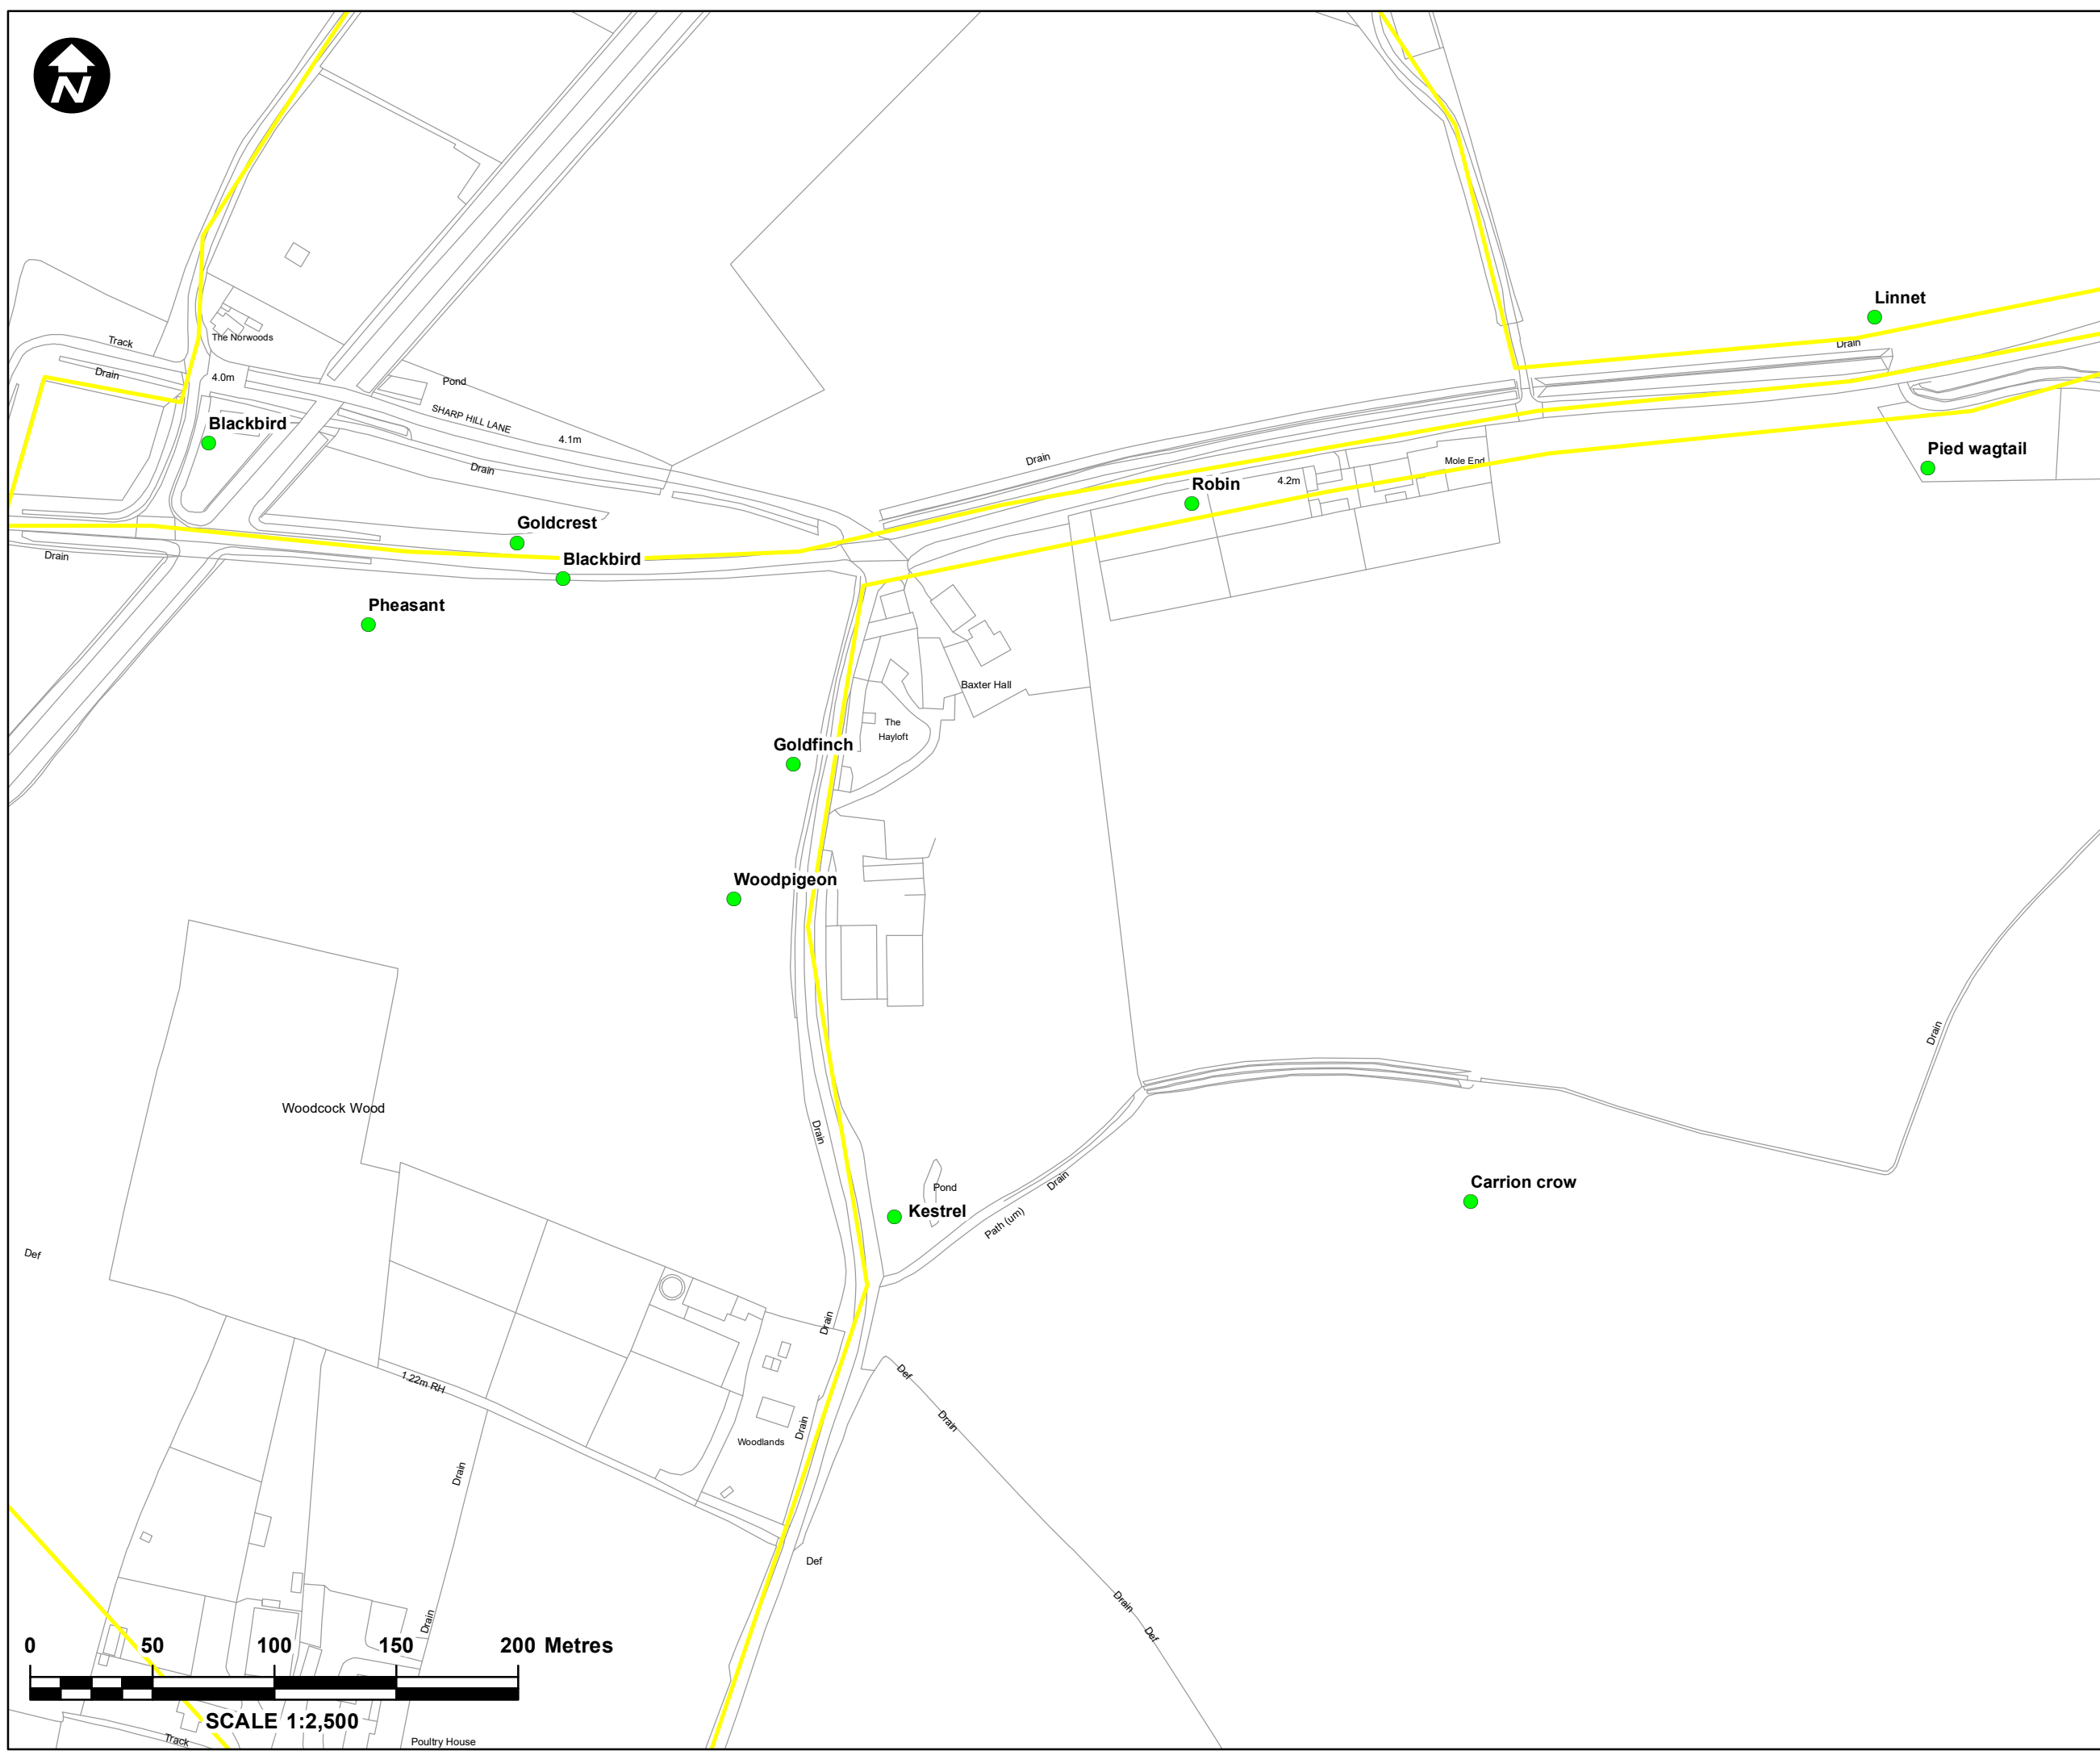 N
Linnet
Track
The Norwoods
Drain
Drain
4.0m
Pond
SHARP HILL LANE
Blackbird
4.1m
Pied wagtail
Drain
Drain
Mole End
Robin
4.2m
Goldcrest
Drain
Blackbird
Pheasant
Baxter Hall
The
Hayloft
Goldfinch
Woodpigeon
Drain
Woodcock Wood
Drain
Drain
Carrion crow
Pond
Kestrel
Path (um)
Def
Drain
Def
1.22m RH
Drain
Drain
Woodlands
Drain
Def
Drain
Def
Drain
0 50 100 150 200 Metres
SCALE 1:2,500
Track
Poultry House